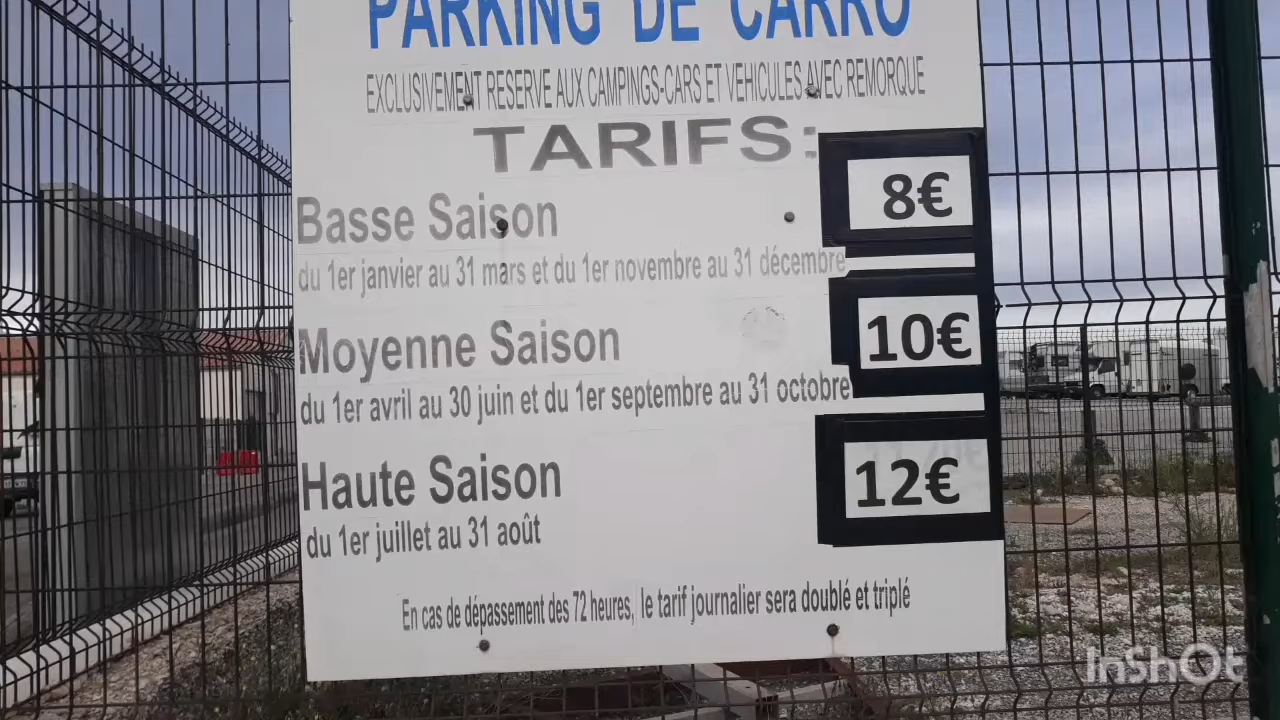 PARKING DE CARRO
EXCLUSIVEMENT RESERVE AUX CAMPINGS-CARS ET VEHICULES AVEC REMORQUE
TARIFS:
Basse Saison 8€
du 1er janvier au 31 mars et du 1er novembre au 31 décembre
Moyenne Saison 10€
du 1er avril au 30 juin et du 1er septembre au 31 octobre
Haute Saison 12€
du 1er juillet au 31 août
En cas de dépassement des 72 heures, le tarif journalier sera doublé et triplé
InShOt